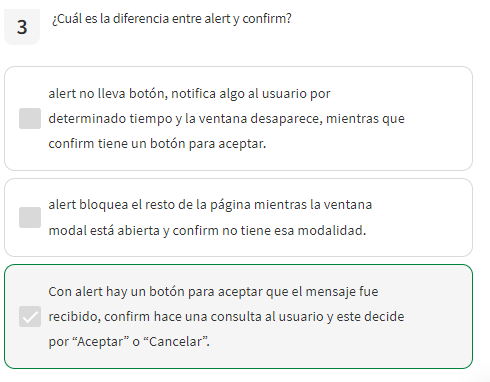 3
¿Cuál es la diferencia entre alert y confirm?
alert no lleva botón, notifica algo al usuario por
determinado tiempo y la ventana desaparece, mientras que
confirm tiene un botón para aceptar.
alert bloquea el resto de la página mientras la ventana
modal está abierta y confirm no tiene esa modalidad.
Con alert hay un botón para aceptar que el mensaje fue
recibido, confirm hace una consulta al usuario y este decide
por “Aceptar” o “Cancelar”.